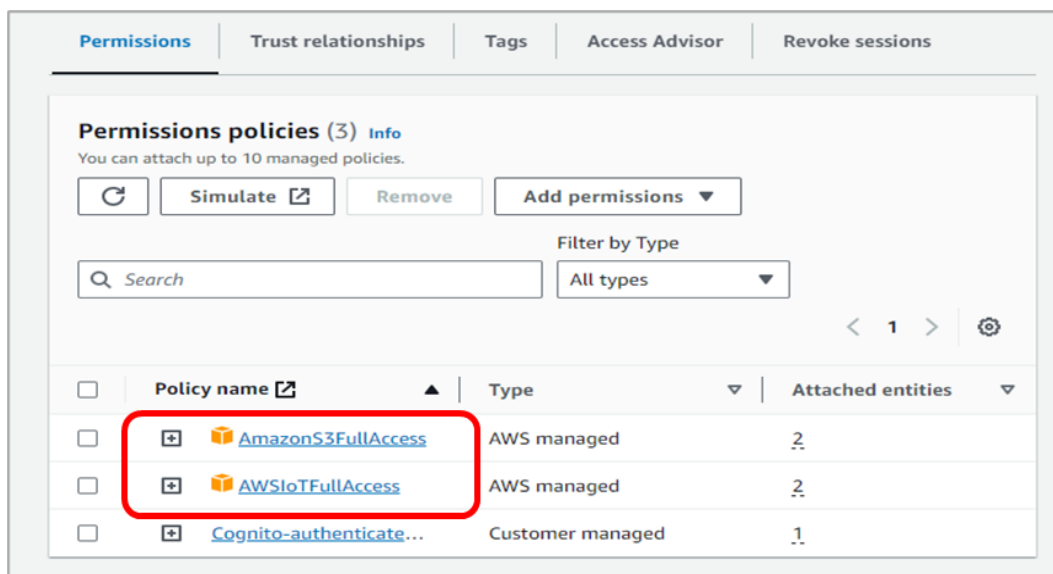 Permissions Trust relationships Tags Access Advisor Revoke sessions
Permissions policies (3) Info
You can attach up to 10 managed policies.
Simulate Remove Add permissions
Filter by Type
Search All types
1
Policy name Type Attached entities
AmazonS3FullAccess AWS managed 2
AWSIoTFullAccess AWS managed 2
Cognito-authenticate... Customer managed 1